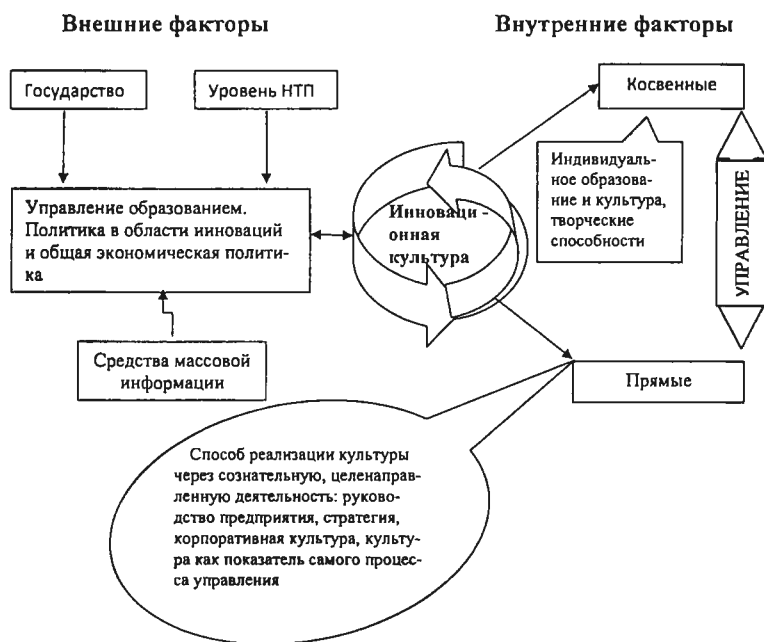 Внешние факторы
Внутренние факторы
Государство
Уровень НТП
Косвенные
Управление образованием.
Политика в области инноваций
и общая экономическая полити-
ка
Инноваци -
онная
культура
Индивидуаль-
ное образова-
ние и культура,
творческие
способности
УПРАВЛЕНИЕ
Средства массовой
информации
Прямые
Способ реализации культуры
через сознательную, целенаправ-
ленную деятельность: руково-
дство предприятия, стратегия,
корпоративная культура, культу-
ра как показатель самого процес-
са управления